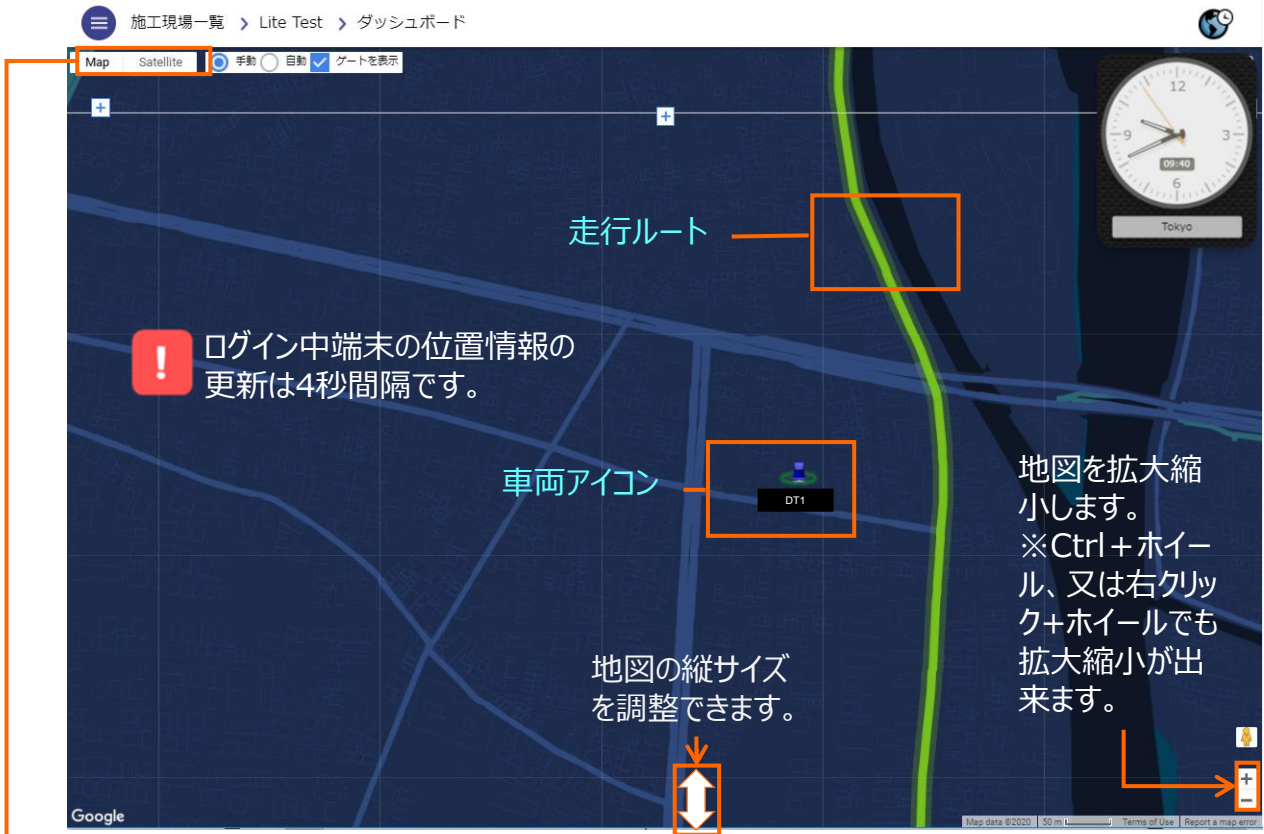 施工現場一覧 > Lite Test > ダッシュボード
Map Satellite 手動 自動 ゲートを表示
12
9 3
09:40
6
Tokyo
走行ルート
!
ログイン中端末の位置情報の
更新は4秒間隔です。
車両アイコン
DT1
地図を拡大縮
小します。
※Ctrl+ホイー
ル、又は右クリッ
ク+ホイールでも
拡大縮小が出
来ます。
地図の縦サイズ
を調整できます。
Google
Map data ©2020 50 m Terms of Use Report a map error